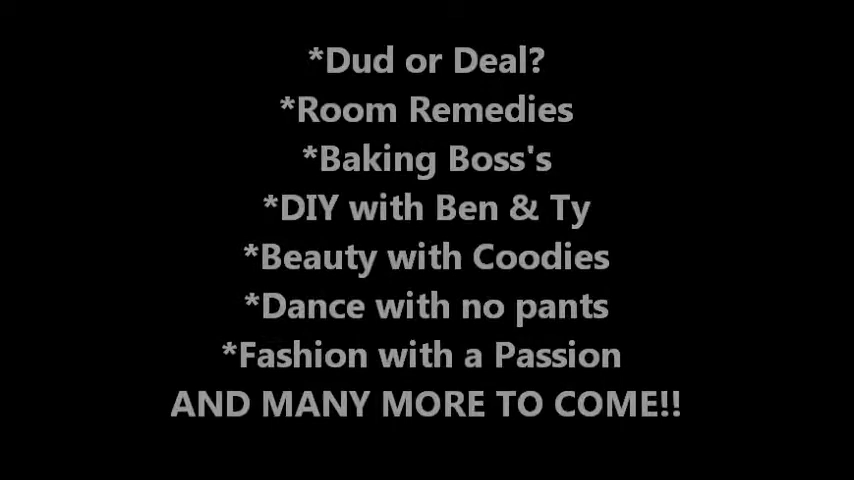 *Dud or Deal?
*Room Remedies
*Baking Boss's
*DIY with Ben & Ty
*Beauty with Coodies
*Dance with no pants
*Fashion with a Passion
AND MANY MORE TO COME!!